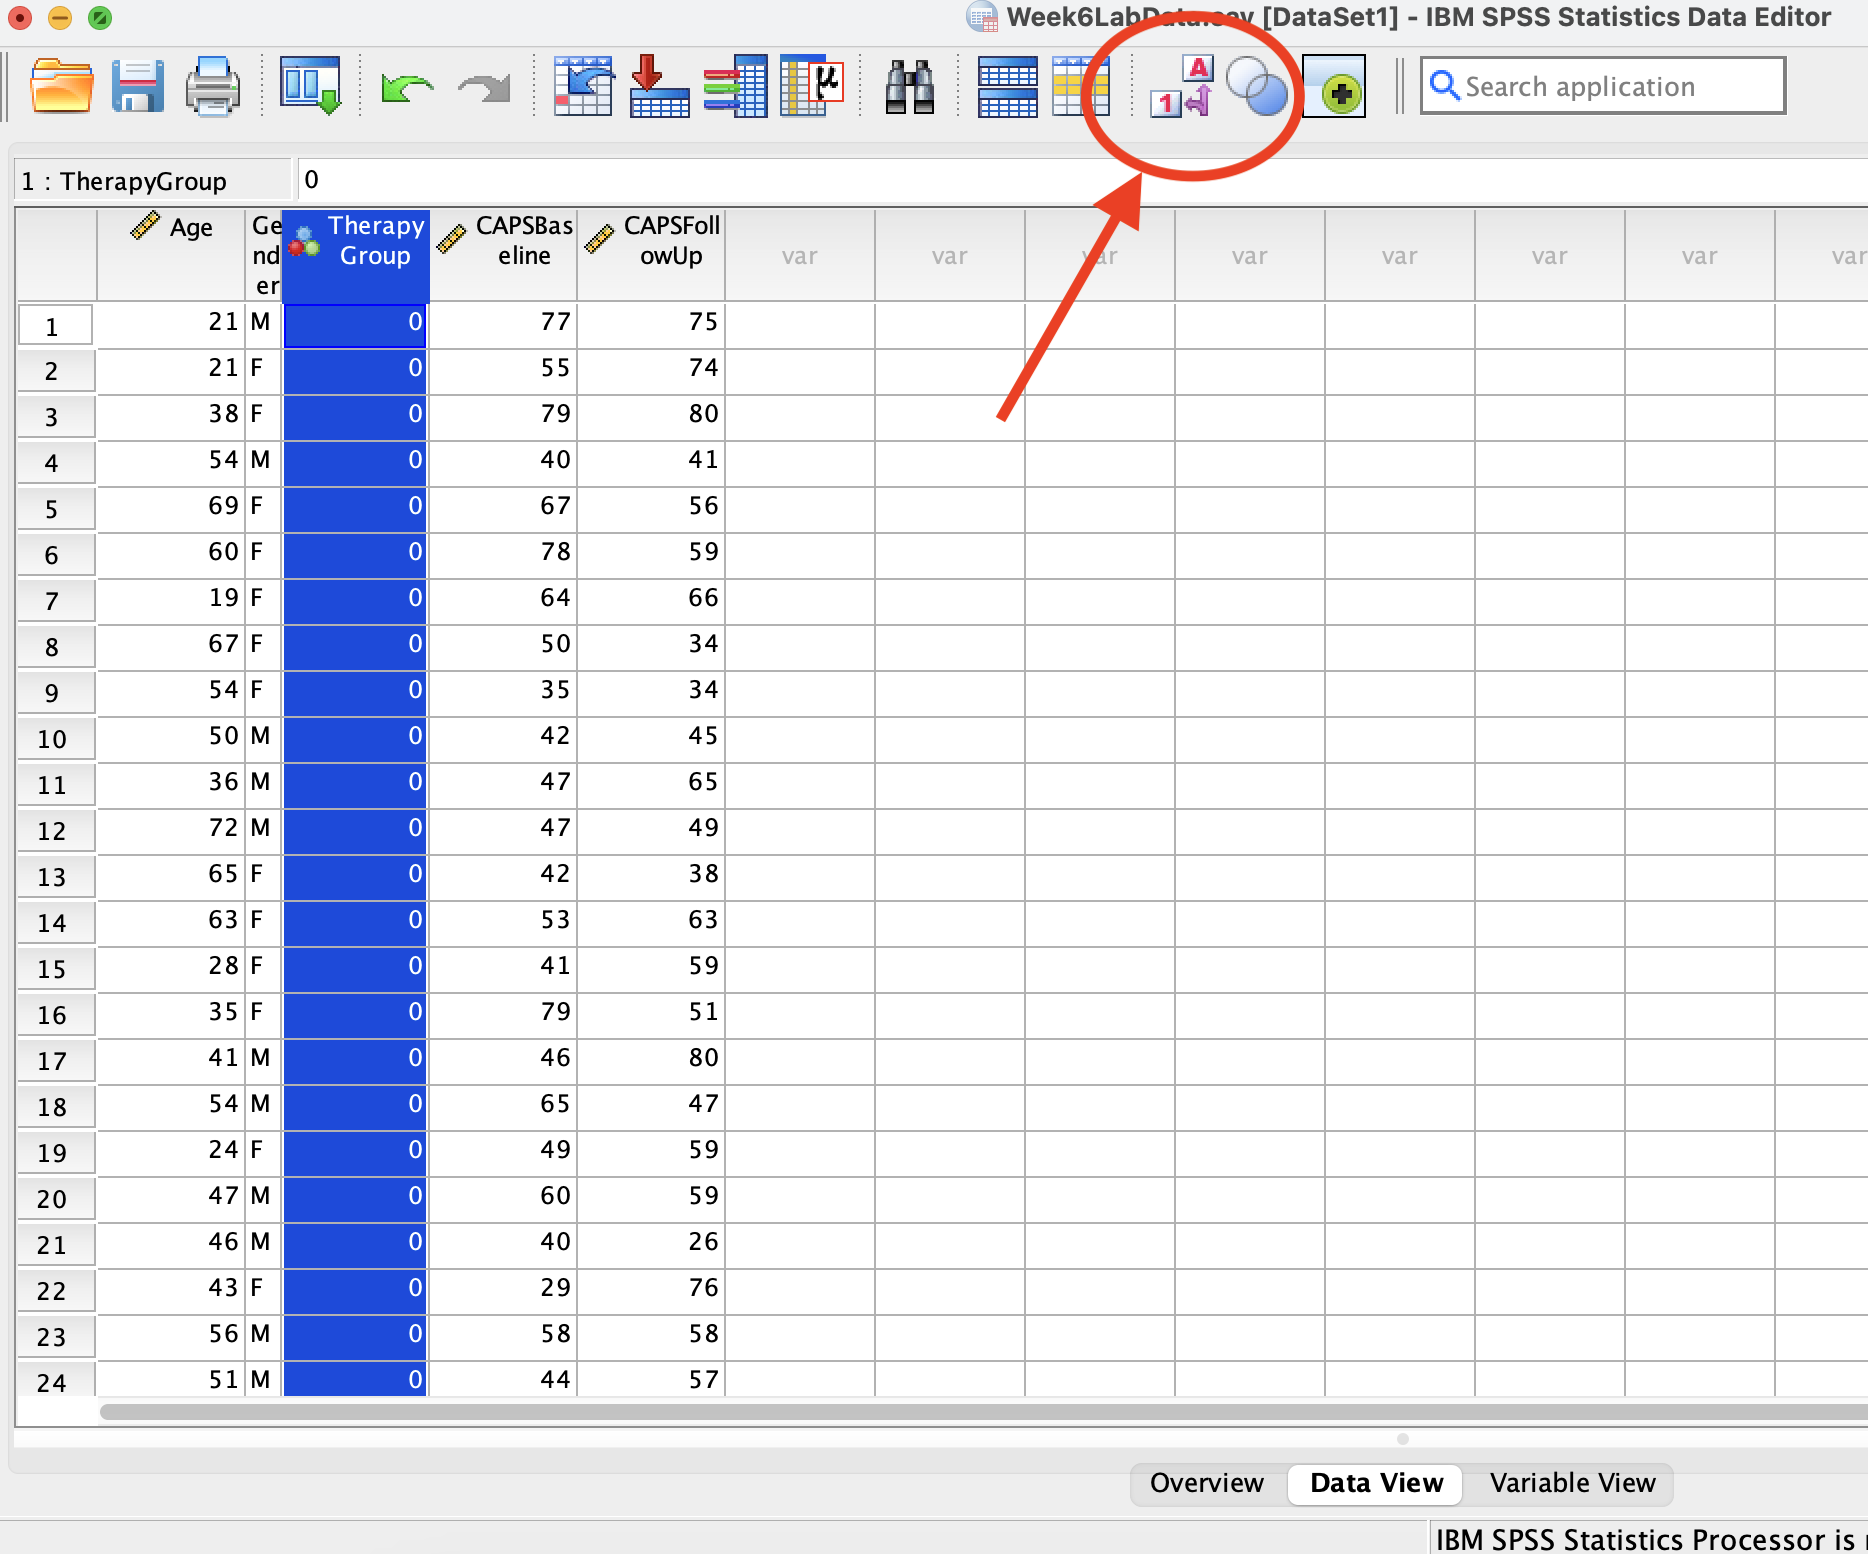 Week6LabData.sav [DataSet1] - IBM SPSS Statistics Data Editor
μ
A
1
Search application
1 : TherapyGroup 0
Age Gender TherapyGroup CAPSBaseline CAPSFollowUp var var var var var var var var
1 21 M 0 77 75
2 21 F 0 55 74
3 38 F 0 79 80
4 54 M 0 40 41
5 69 F 0 67 56
6 60 F 0 78 59
7 19 F 0 64 66
8 67 F 0 50 34
9 54 F 0 35 34
10 50 M 0 42 45
11 36 M 0 47 65
12 72 M 0 47 49
13 65 F 0 42 38
14 63 F 0 53 63
15 28 F 0 41 59
16 35 F 0 79 51
17 41 M 0 46 80
18 54 M 0 65 47
19 24 F 0 49 59
20 47 M 0 60 59
21 46 M 0 40 26
22 43 F 0 29 76
23 56 M 0 58 58
24 51 M 0 44 57
Overview Data View Variable View
IBM SPSS Statistics Processor is